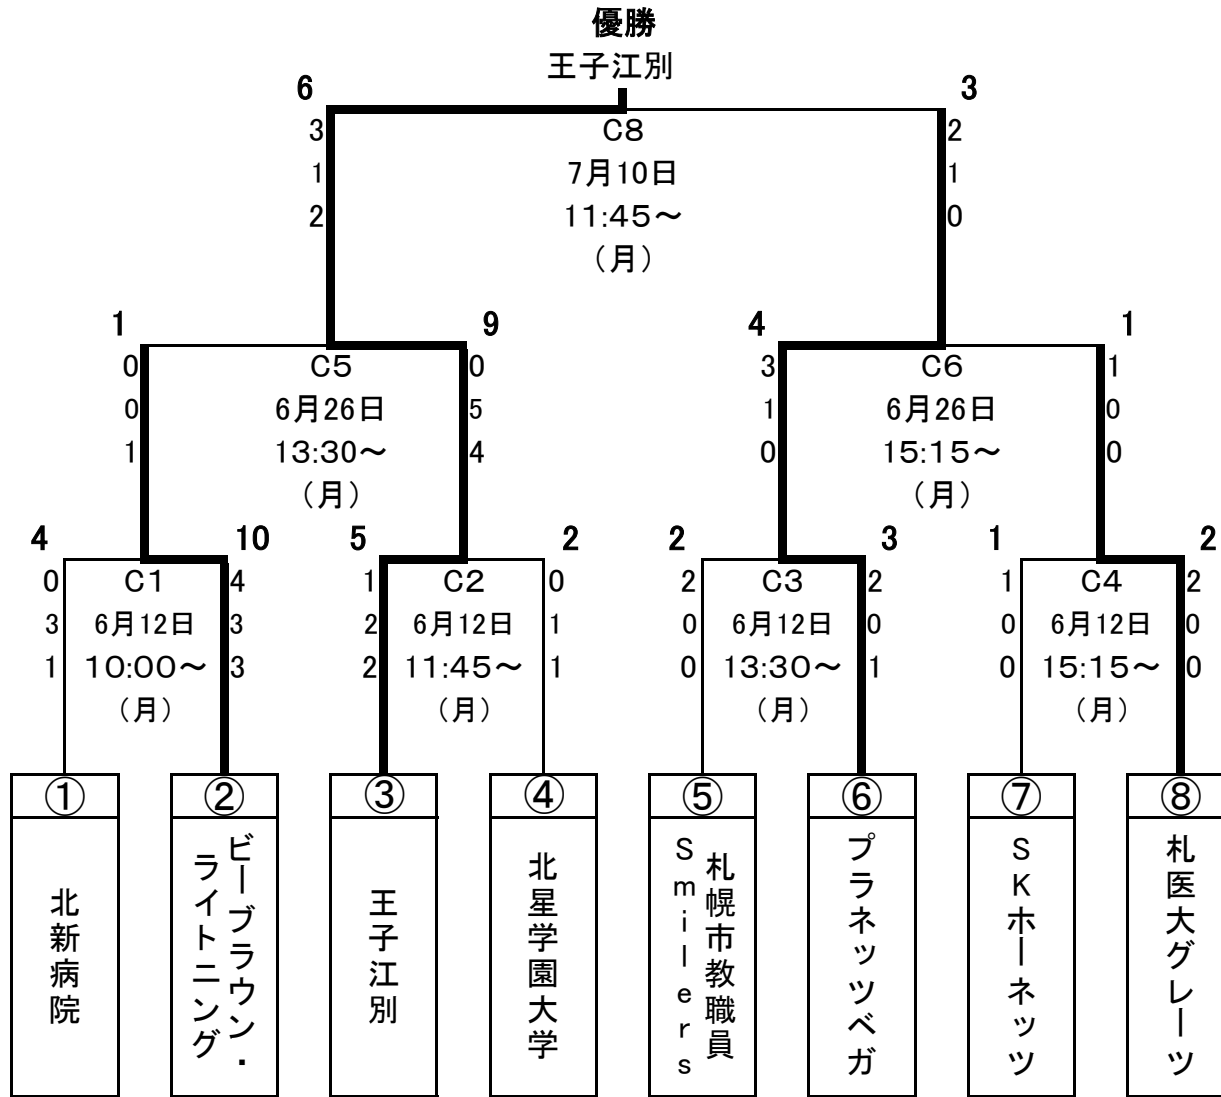 優勝
王子江別
6 3
3 C8 2
1 7月10日 1
2 11:45～ 0
（月）
1 9 4 1
0 C5 0 3 C6 1
0 6月26日 5 1 6月26日 0
1 13:30～ 4 0 15:15～ 0
（月） （月）
4 10 5 2 2 3 1 2
0 C1 4 1 C2 0 2 C3 2 1 C4 2
3 6月12日 3 2 6月12日 1 0 6月12日 0 0 6月12日 0
1 10:00～ 3 2 11:45～ 1 0 13:30～ 1 0 15:15～ 0
（月） （月） （月） （月）
① ② ③ ④ ⑤ ⑥ ⑦ ⑧
北新病院
ビーブラウン・
ライトニング
王子江別
北星学園大学
札幌市教職員
Smilers
プラネッツベガ
SKホーネッツ
札医大グレーツ